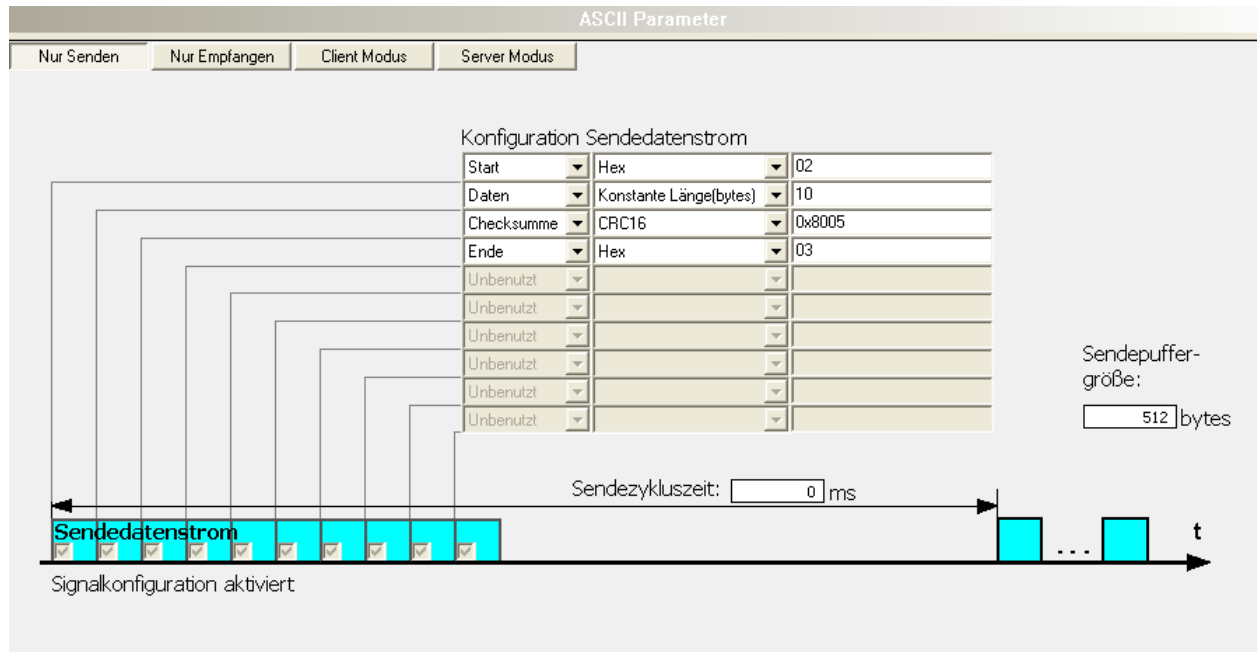 ASCII Parameter
Nur Senden Nur Empfangen Client Modus Server Modus
Konfiguration Sendedatenstrom
Start Hex 02
Daten Konstante Länge(bytes) 10
Checksumme CRC16 0x8005
Ende Hex 03
Unbenutzt
Unbenutzt
Unbenutzt
Unbenutzt
Unbenutzt
Unbenutzt
Sendepuffer-
größe:
512 bytes
Sendezykluszeit: 0 ms
Sendedatenstrom
... t
Signalkonfiguration aktiviert